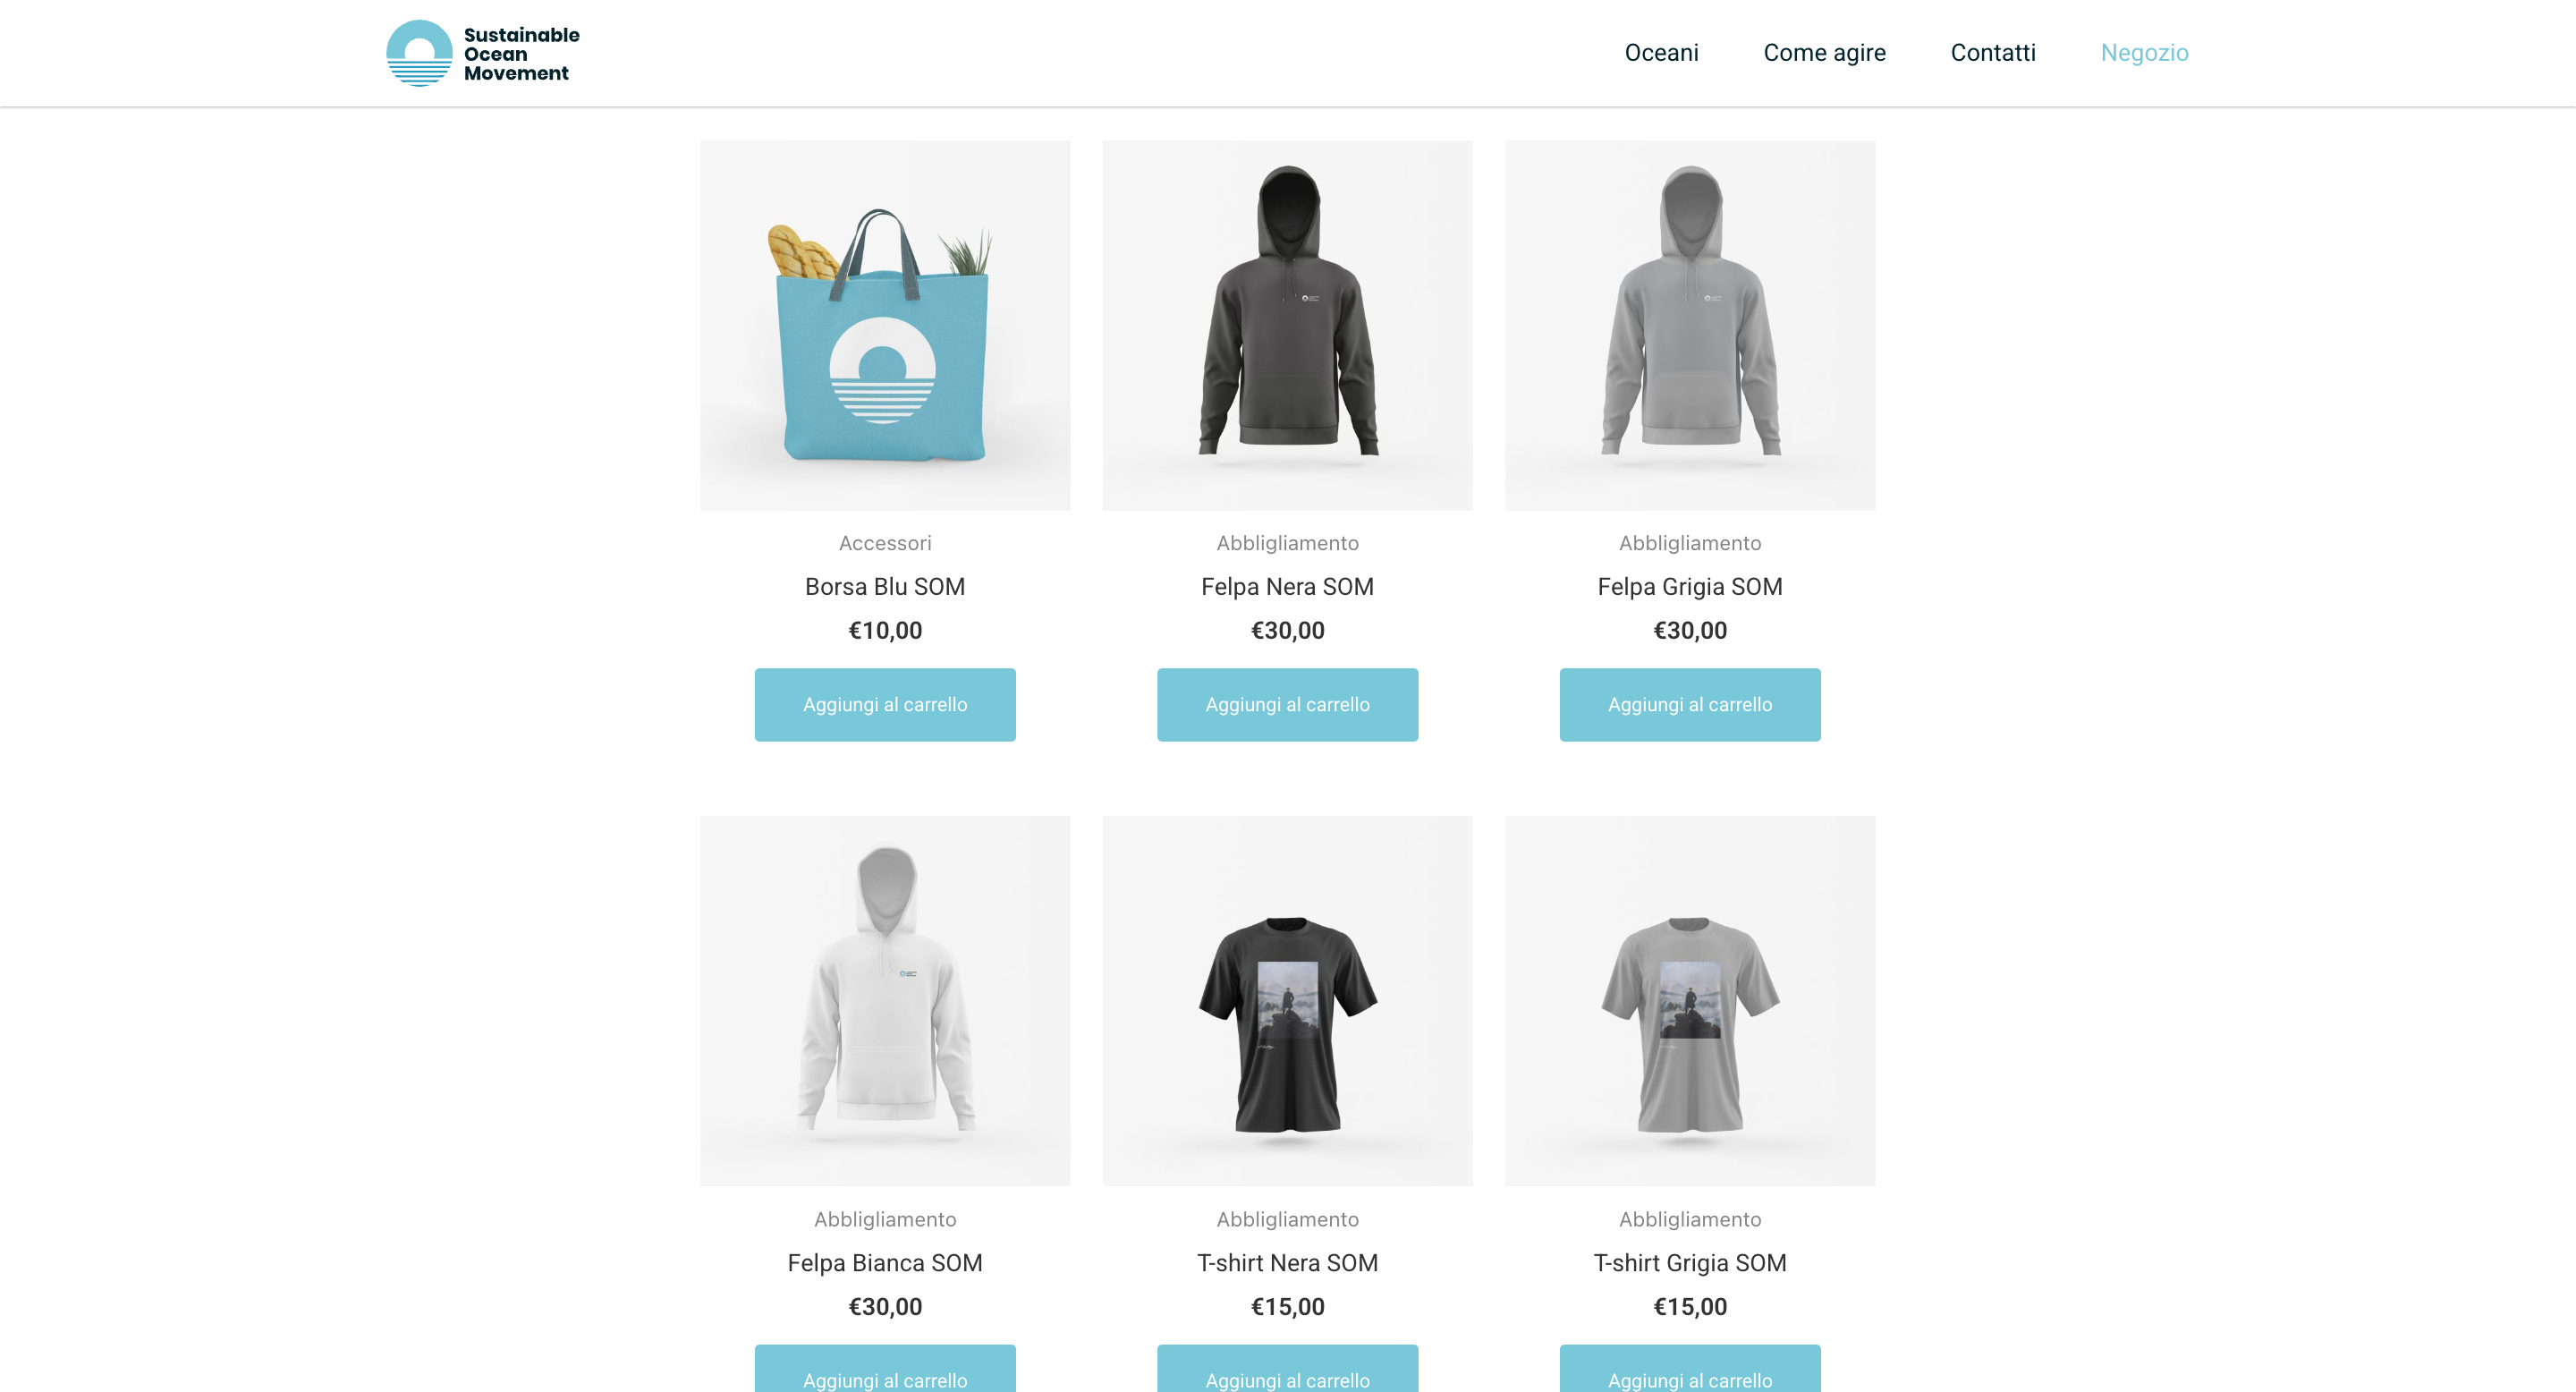 Sustainable
Ocean
Movement
Oceani
Come agire
Contatti
Negozio
Accessori
Borsa Blu SOM
€10,00
Aggiungi al carrello
Abbligliamento
Felpa Nera SOM
€30,00
Aggiungi al carrello
Abbligliamento
Felpa Grigia SOM
€30,00
Aggiungi al carrello
Abbligliamento
Felpa Bianca SOM
€30,00
Aggiungi al carrello
Abbligliamento
T-shirt Nera SOM
€15,00
Aggiungi al carrello
Abbligliamento
T-shirt Grigia SOM
€15,00
Aggiungi al carrello